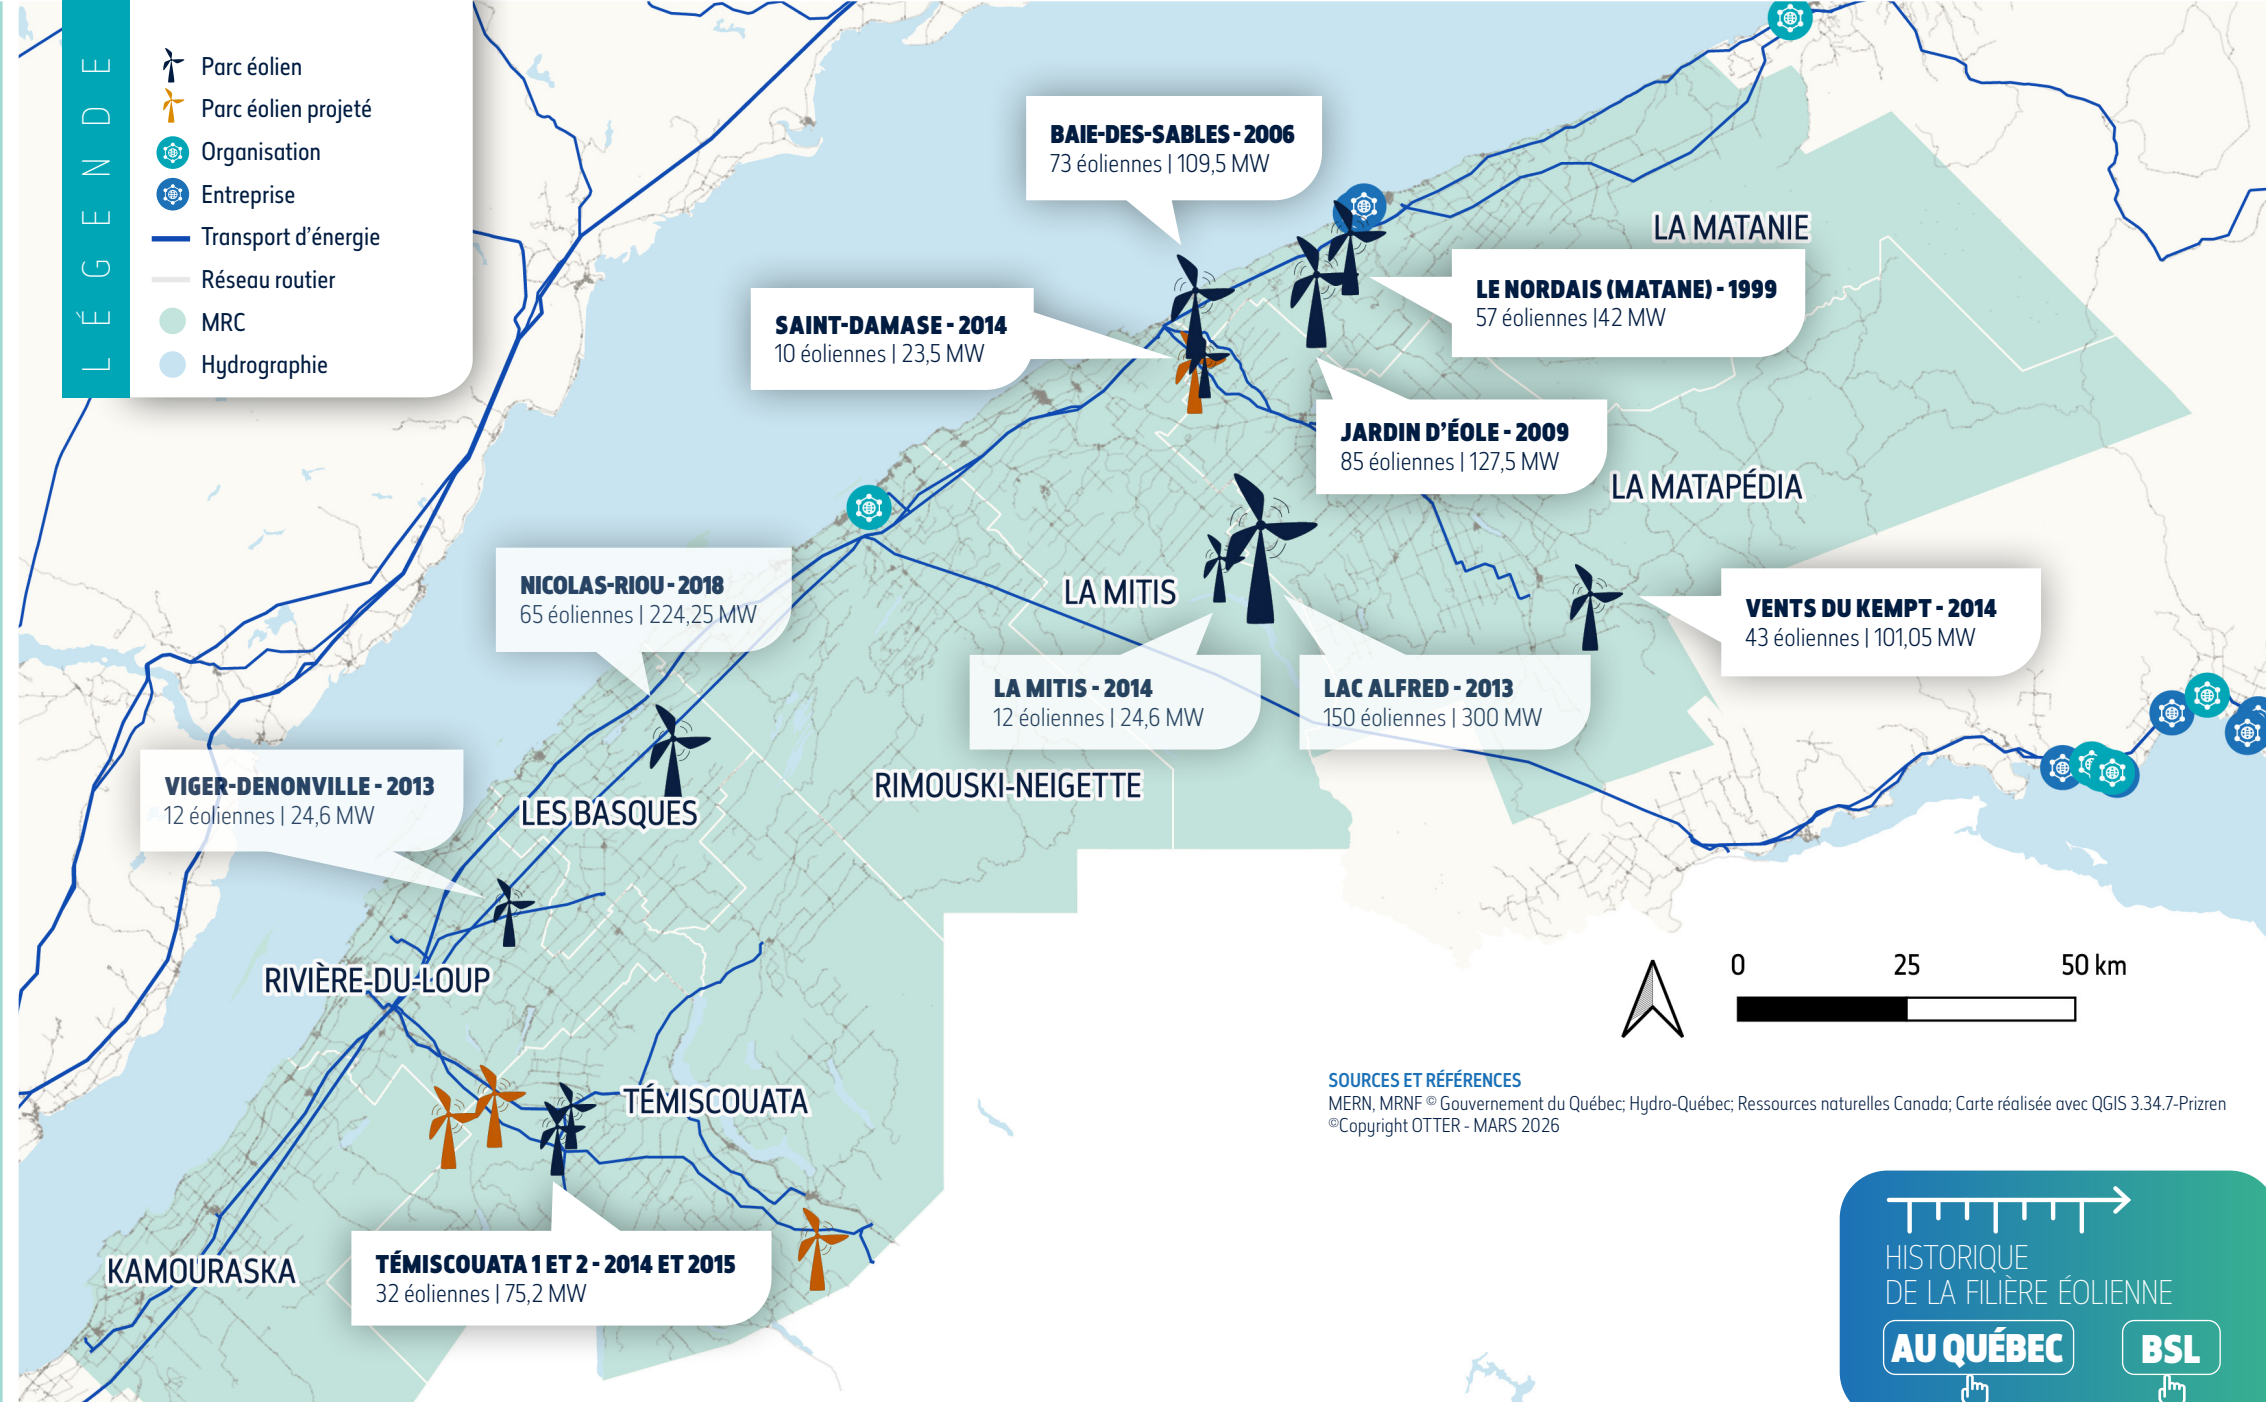 LÉGENDE
Parc éolien
Parc éolien projeté
Organisation
Entreprise
Transport d'énergie
Réseau routier
MRC
Hydrographie
BAIE-DES-SABLES - 2006
73 éoliennes | 109,5 MW
LA MATANIE
LE NORDAIS (MATANE) - 1999
57 éoliennes |42 MW
SAINT-DAMASE - 2014
10 éoliennes | 23,5 MW
JARDIN D'ÉOLE - 2009
85 éoliennes | 127,5 MW
LA MATAPÉDIA
NICOLAS-RIOU - 2018
65 éoliennes | 224,25 MW
LA MITIS
VENTS DU KEMPT - 2014
43 éoliennes | 101,05 MW
LA MITIS - 2014
12 éoliennes | 24,6 MW
LAC ALFRED - 2013
150 éoliennes | 300 MW
VIGER-DENONVILLE - 2013
12 éoliennes | 24,6 MW
LES BASQUES
RIMOUSKI-NEIGETTE
RIVIÈRE-DU-LOUP
0 25 50 km
TÉMISCOUATA
SOURCES ET RÉFÉRENCES
MERN, MRNF © Gouvernement du Québec; Hydro-Québec; Ressources naturelles Canada; Carte réalisée avec QGIS 3.34.7-Prizren
©Copyright OTTER - MARS 2026
KAMOURASKA
TÉMISCOUATA 1 ET 2 - 2014 ET 2015
32 éoliennes | 75,2 MW
HISTORIQUE
DE LA FILIÈRE ÉOLIENNE
AU QUÉBEC
BSL